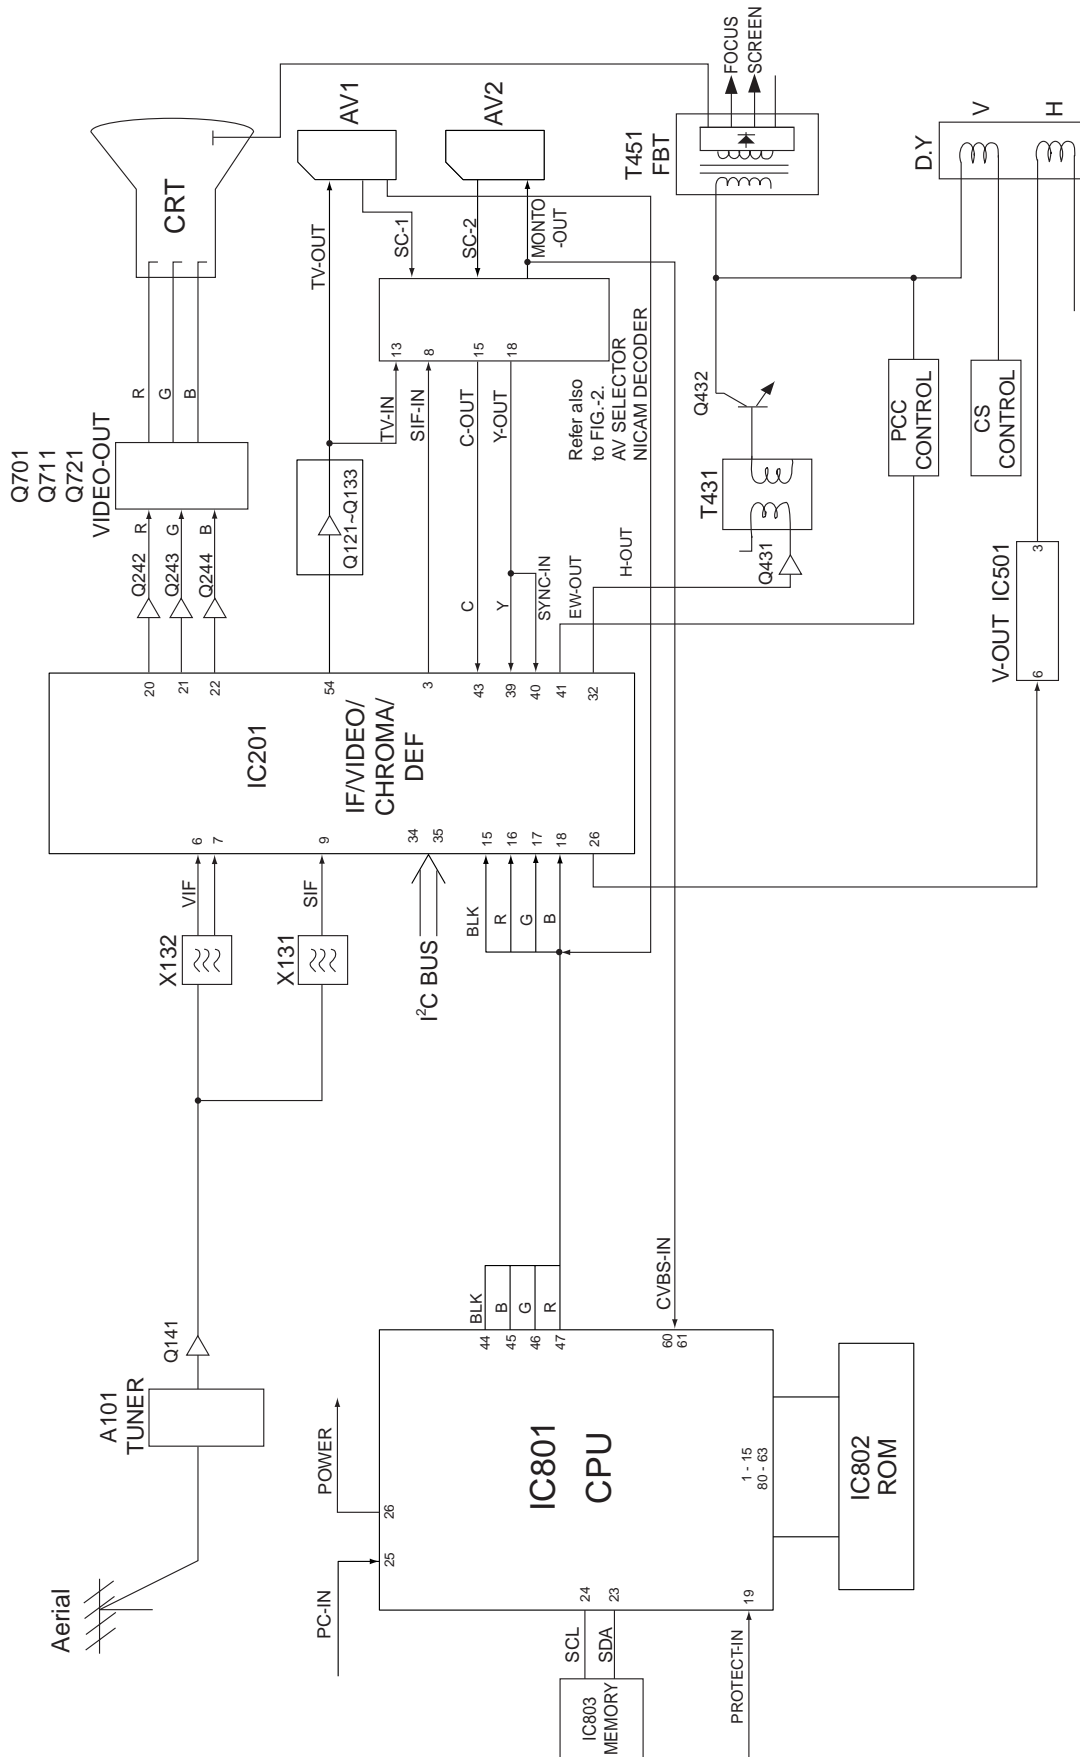 Aerial
A101
TUNER
Q141
X132
X131
VIF
SIF
6
7
9
I²C BUS
34
35
BLK
R
G
B
15
16
17
18
26
IC201
IF/VIDEO/
CHROMA/
DEF
20
21
22
54
3
43
39
40
41
32
Q242
Q243
Q244
R
G
B
Q701
Q711
Q721
VIDEO-OUT
R
G
B
CRT
Q121~Q133
TV-OUT
AV1
AV2
TV-IN
SIF-IN
C-OUT
Y-OUT
C
Y
SYNC-IN
EW-OUT
H-OUT
13
8
15
18
SC-1
SC-2
MONTO
-OUT
Refer also
to FIG.-2.
AV SELECTOR
NICAM DECODER
T451
FBT
FOCUS
SCREEN
Q431
T431
Q432
PCC
CONTROL
CS
CONTROL
D.Y
V
H
V-OUT IC501
6
3
PC-IN
POWER
25
26
IC801
CPU
BLK
B
G
R
44
45
46
47
CVBS-IN
60
61
SCL
SDA
24
23
IC803
MEMORY
PROTECT-IN
19
1 - 15
80 - 63
IC802
ROM